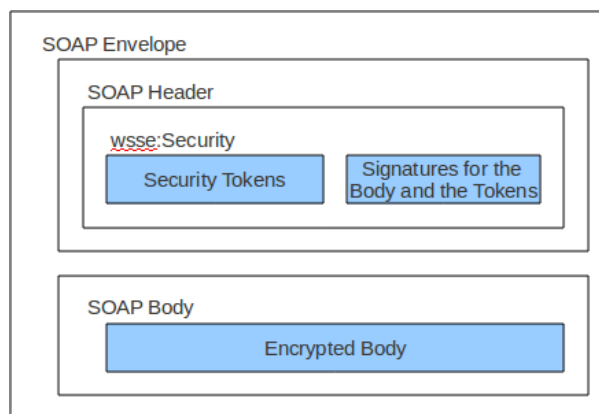 SOAP Envelope
SOAP Header
wsse:Security
Security Tokens
Signatures for the
Body and the Tokens
SOAP Body
Encrypted Body